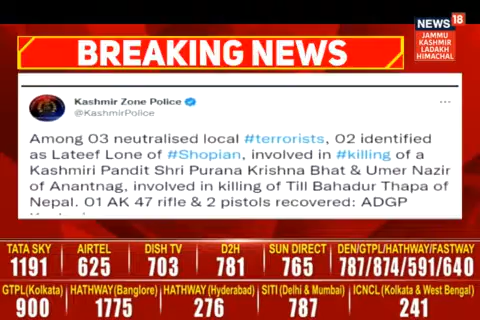 NEWS 18
JAMMU
KASHMIR
LADAKH
HIMACHAL
BREAKING NEWS
Kashmir Zone Police
@KashmirPolice
Among 03 neutralised local #terrorists, 02 identified
as Lateef Lone of #Shopian, involved in #killing of a
Kashmiri Pandit Shri Purana Krishna Bhat & Umer Nazir
of Anantnag, involved in killing of Till Bahadur Thapa of
Nepal. 01 AK 47 rifle & 2 pistols recovered: ADGP
TATA SKY AIRTEL DISH TV D2H SUN DIRECT DEN/GTPL/HATHWAY/FASTWAY
1191 625 703 781 765 787/874/591/640
GTPL(Kolkata) HATHWAY(Banglore) HATHWAY(Hyderabad) SITI(Delhi & Mumbai) ICNCL(Kolkata & West Bengal)
900 1775 276 787 241